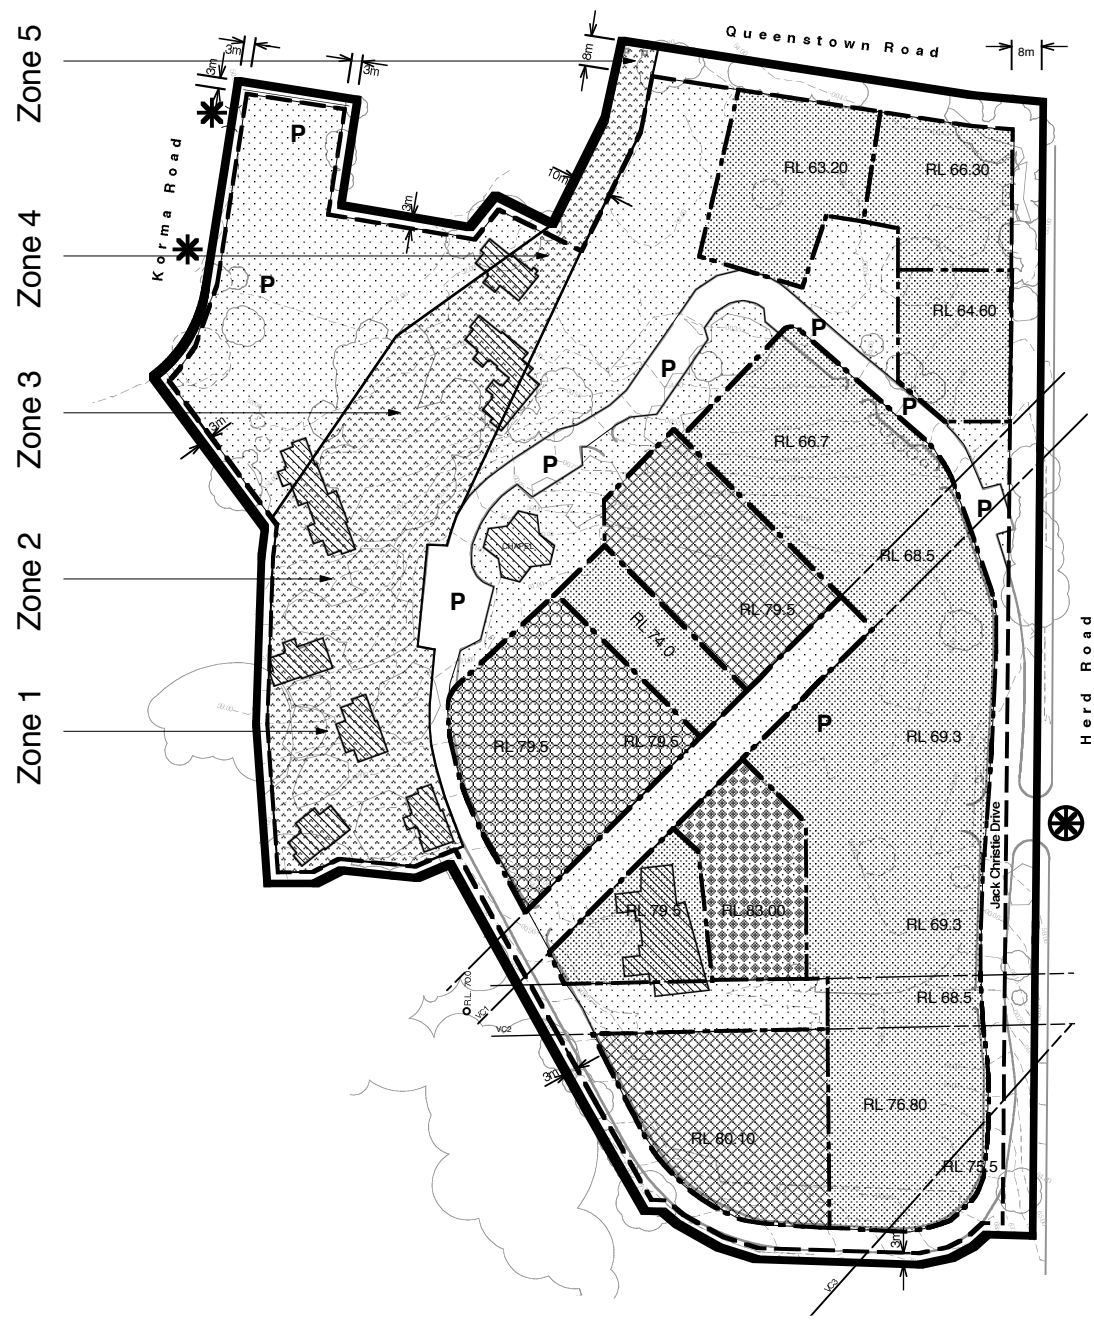 Zone 5
Zone 4
Zone 3
Zone 2
Zone 1
Queenstown Road
Korma Road
Herd Road
Jack Christie Drive
3m
3m
3m
8m
8m
10m
3m
3m
3m
3m
P
P
P
P
P
P
P
P
P
RL 63.20
RL 66.30
RL 64.60
RL 66.7
RL 68.5
RL 79.5
RL 74.0
CHAPEL
RL 79.5
RL 79.5
RL 69.3
RL 79.5
RL 83.00
RL 69.3
RL 68.5
R.L. 70.0
VC1
VC2
RL 76.80
RL 80.10
RL 75.5
VC3